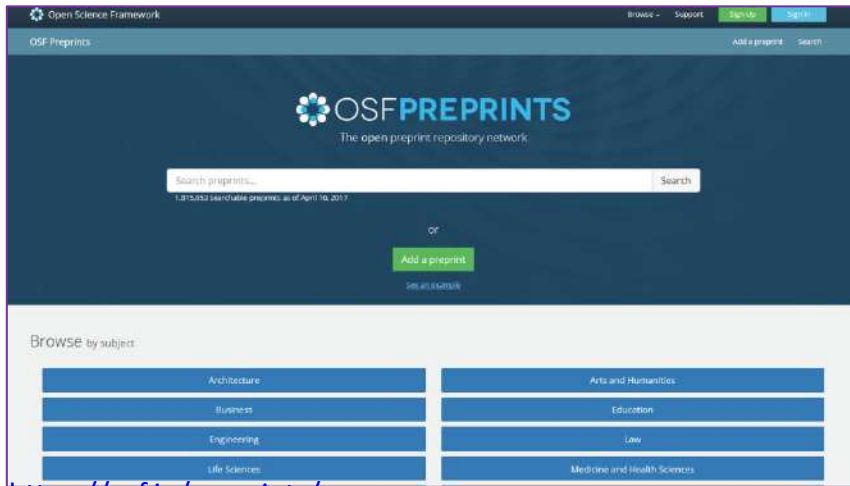 Open Science Framework
Browse Support Sign Up Sign In
OSF Preprints
Add a preprint Search
OSFPREPRINTS
The open preprint repository network
Search preprints... Search
searchable preprints as of April 10, 2017
or
Add a preprint
See an example
Browse by subject
Architecture Arts and Humanities
Business Education
Engineering Law
Life Sciences Medicine and Health Sciences